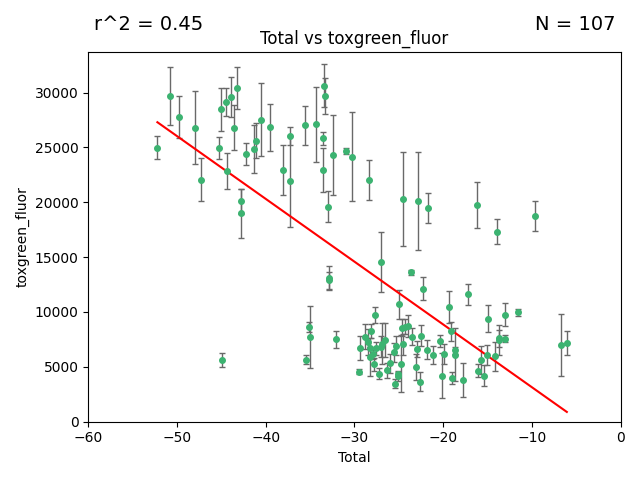 r^2 = 0.45
N = 107
Total vs toxgreen_fluor
30000
25000
20000
15000
10000
5000
0
toxgreen_fluor
−60
−50
−40
−30
−20
−10
0
Total